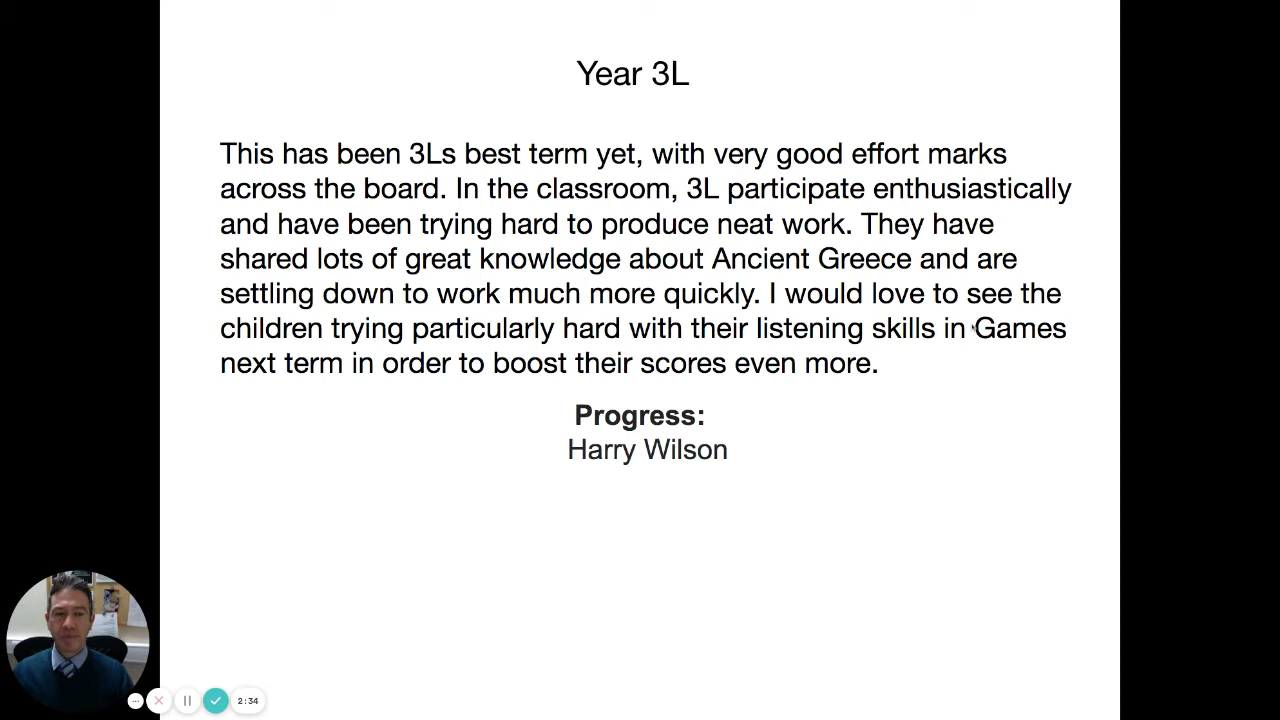 Year 3L
This has been 3Ls best term yet, with very good effort marks
across the board. In the classroom, 3L participate enthusiastically
and have been trying hard to produce neat work. They have
shared lots of great knowledge about Ancient Greece and are
settling down to work much more quickly. I would love to see the
children trying particularly hard with their listening skills in Games
next term in order to boost their scores even more.
Progress:
Harry Wilson
2:34